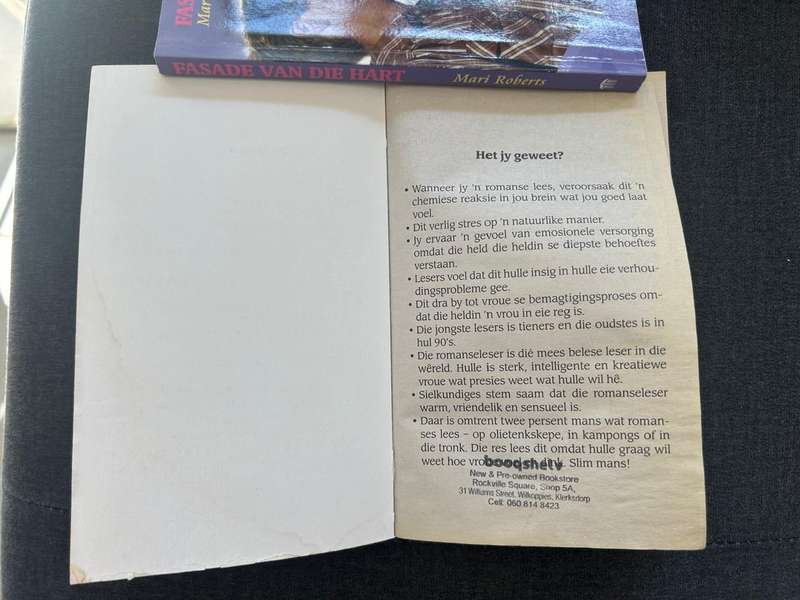 FAS
Mar
FASADE VAN DIE HART Mari Roberts
Het jy geweet?
• Wanneer jy 'n romanse lees, veroorsaak dit 'n
chemiese reaksie in jou brein wat jou goed laat
voel.
• Dit verlig stres op 'n natuurlike manier.
• Jy ervaar 'n gevoel van emosionele versorging
omdat die held die heldin se diepste behoeftes
verstaan.
• Lesers voel dat dit hulle insig in hulle eie verhou-
dingsprobleme gee.
• Dit dra by tot vroue se bemagtigingsproses om-
dat die heldin 'n vrou in eie reg is.
• Die jongste lesers is tieners en die oudstes is in
hul 90's.
• Die romanseleser is dié mees belese leser in die
wêreld. Hulle is sterk, intelligente en kreatiewe
vroue wat presies weet wat hulle wil hê.
• Sielkundiges stem saam dat die romanseleser
warm, vriendelik en sensueel is.
• Daar is omtrent twee persent mans wat roman-
ses lees – op olietenkskepe, in kampongs of in
die tronk. Die res lees dit omdat hulle graag wil
weet hoe dink. Slim mans!
booqshelv
New & Pre-owned Bookstore
Rockville Square, Shop 5A,
31 Williams Street, Wilkoppies, Klerksdorp
Cell: 060 814 8423